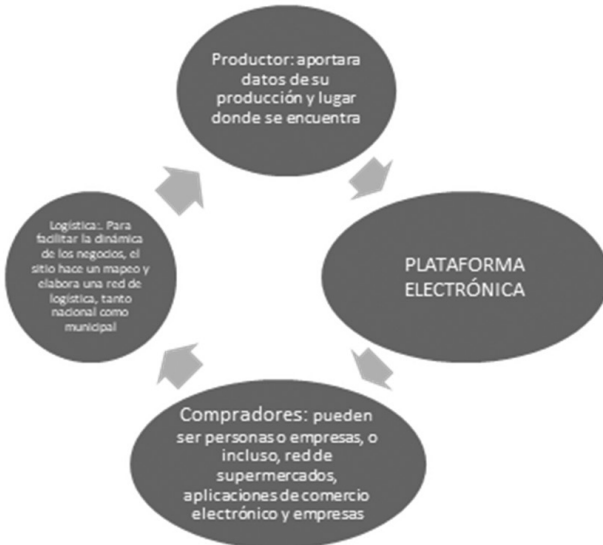 Productor: aportara
datos de su
producción y lugar
donde se encuentra
PLATAFORMA
ELECTRÓNICA
Compradores: pueden
ser personas o empresas, o
incluso, red de
supermercados,
aplicaciones de comercio
electrónico y empresas
Logística:. Para
facilitar la dinámica
de los negocios, el
sitio hace un mapeo y
elabora una red de
logística, tanto
nacional como
municipal